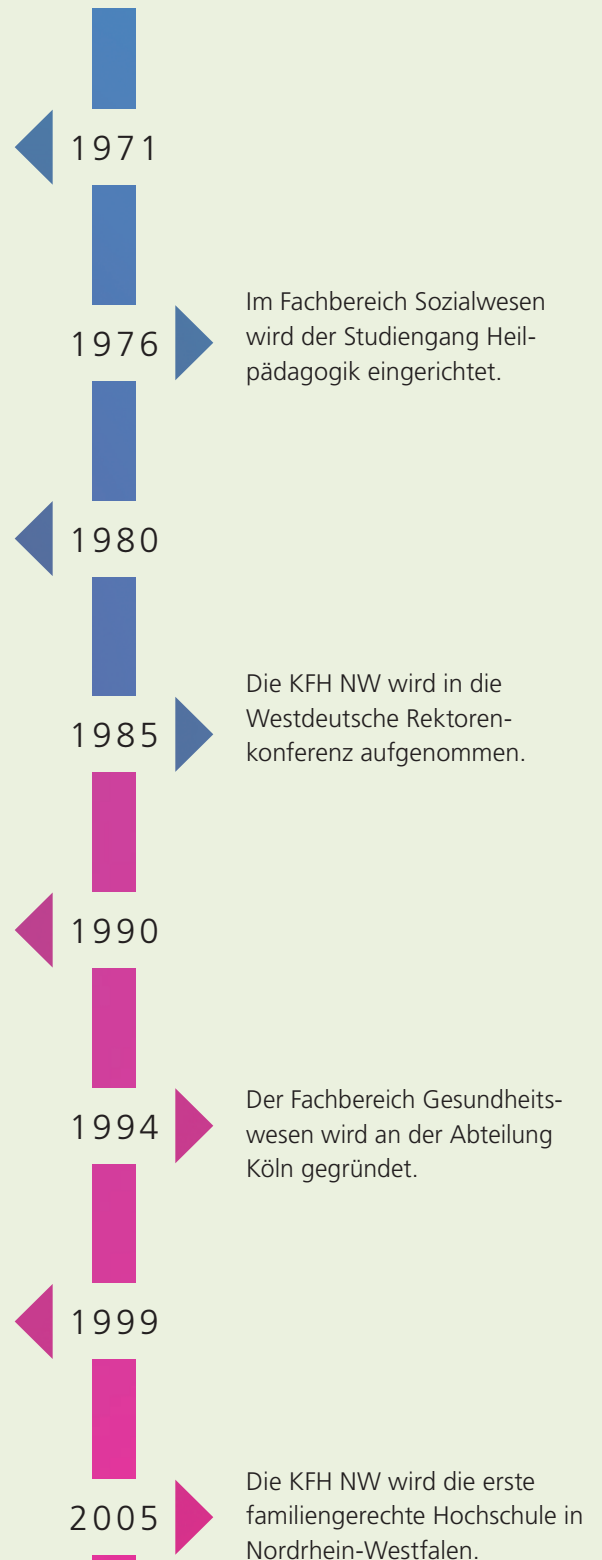 1971
1976
Im Fachbereich Sozialwesen
wird der Studiengang Heil-
pädagogik eingerichtet.
1980
1985
Die KFH NW wird in die
Westdeutsche Rektoren-
konferenz aufgenommen.
1990
1994
Der Fachbereich Gesundheits-
wesen wird an der Abteilung
Köln gegründet.
1999
2005
Die KFH NW wird die erste
familiengerechte Hochschule in
Nordrhein-Westfalen.